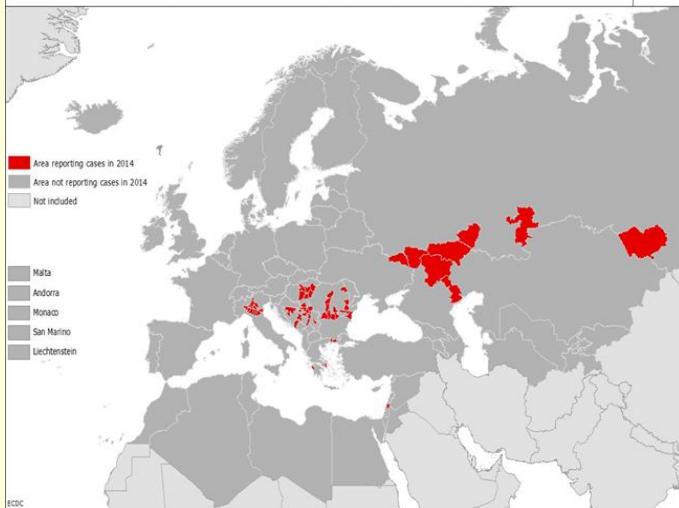 Area reporting cases in 2014
Area not reporting cases in 2014
Not included
Malta
Andorra
Monaco
San Marino
Liechtenstein
ECDC